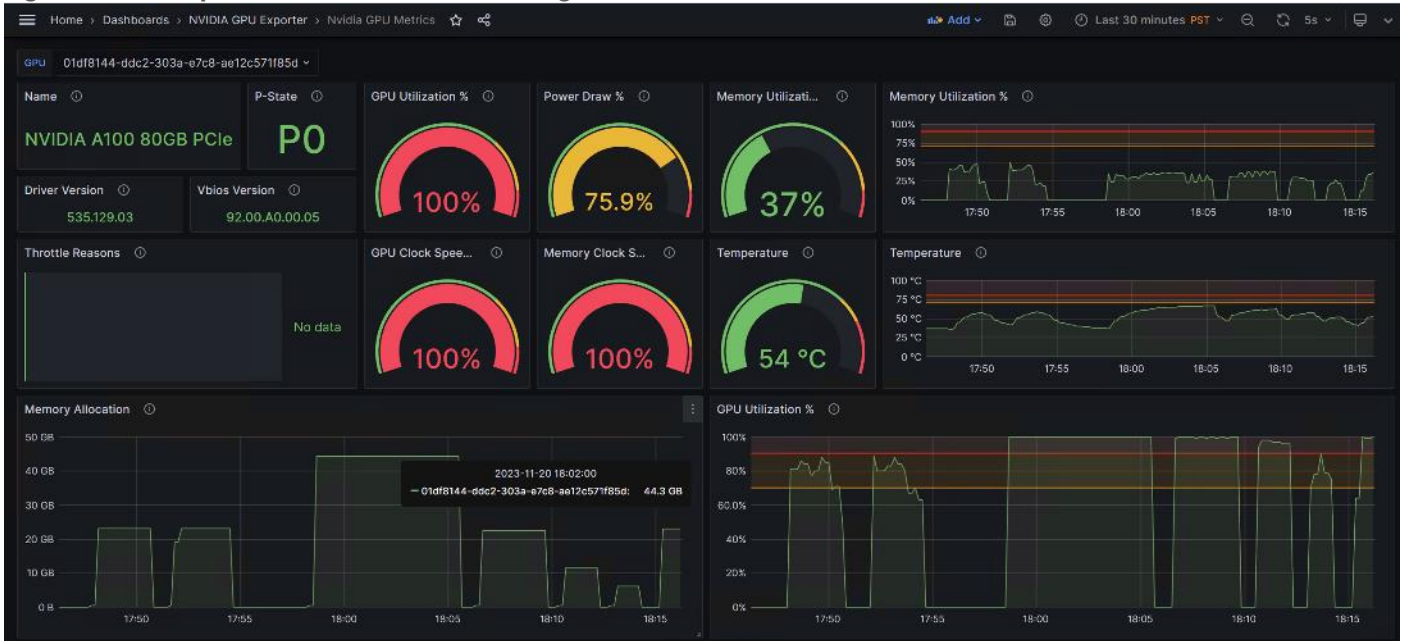 Home › Dashboards › NVIDIA GPU Exporter › Nvidia GPU Metrics
Add
Last 30 minutes PST
5s
GPU 01df8144-ddc2-303a-e7c8-ae12c571f85d
Name
NVIDIA A100 80GB PCIe
P-State
P0
GPU Utilization %
100%
Power Draw %
75.9%
Memory Utilizati...
37%
Memory Utilization %
100%
75%
50%
25%
0%
17:50 17:55 18:00 18:05 18:10 18:15
Driver Version
535.129.03
Vbios Version
92.00.A0.00.05
Throttle Reasons
No data
GPU Clock Spee...
100%
Memory Clock S...
100%
Temperature
54 °C
Temperature
100 °C
75 °C
50 °C
25 °C
0 °C
17:50 17:55 18:00 18:05 18:10 18:15
Memory Allocation
50 GB
40 GB
30 GB
20 GB
10 GB
0 B
17:50 17:55 18:00 18:05 18:10 18:15
2023-11-20 18:02:00
01df8144-ddc2-303a-e7c8-ae12c571f85d: 44.3 GB
GPU Utilization %
100%
80%
60.0%
40%
20%
0%
17:50 17:55 18:00 18:05 18:10 18:15